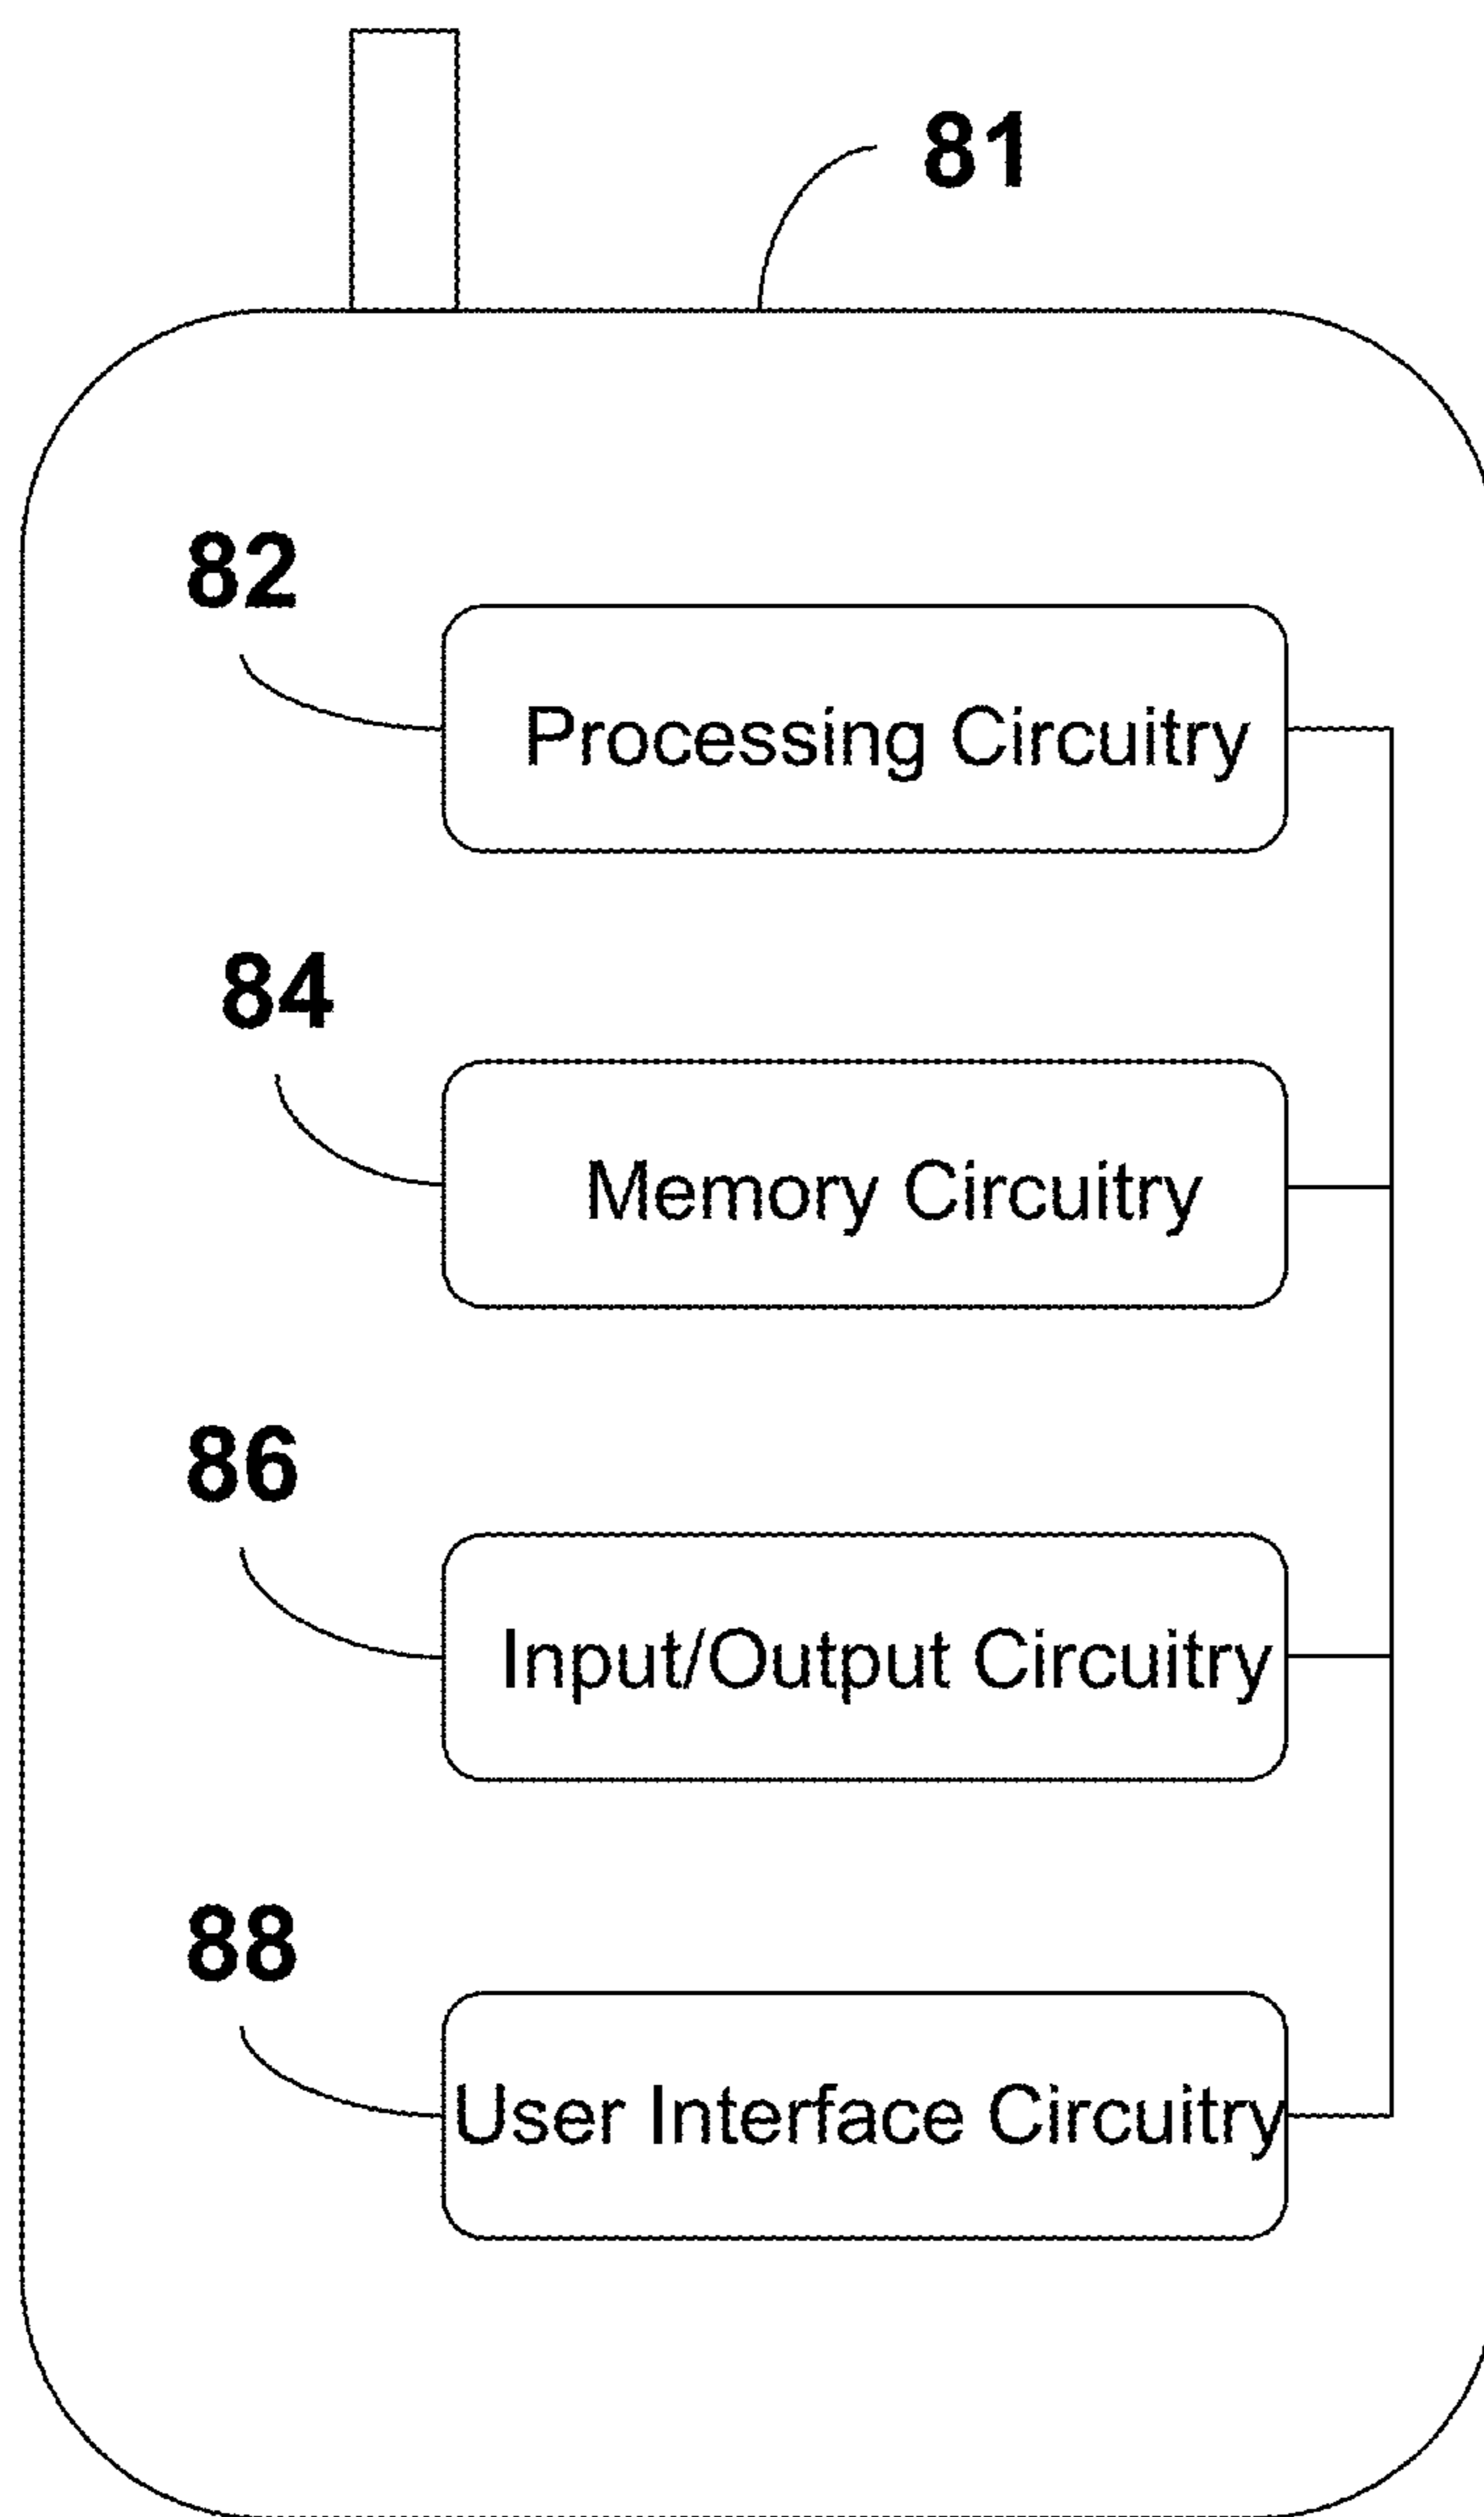 81
82
Processing Circuitry
84
Memory Circuitry
86
Input/Output Circuitry
88
User Interface Circuitry